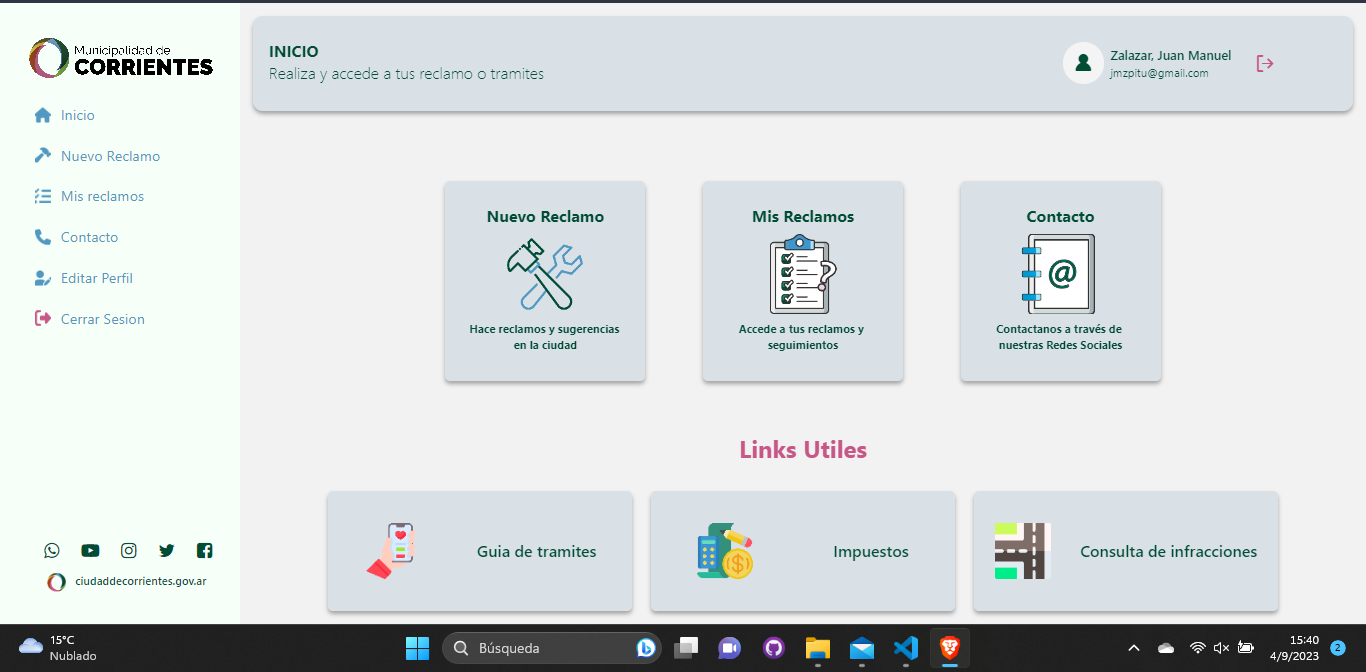 Municipalidad de
CORRIENTES
Inicio
Nuevo Reclamo
Mis reclamos
Contacto
Editar Perfil
Cerrar Sesion
ciudaddecorrientes.gov.ar
INICIO
Realiza y accede a tus reclamo o tramites
Zalazar, Juan Manuel
jmzpitu@gmail.com
Nuevo Reclamo
Hace reclamos y sugerencias
en la ciudad
Mis Reclamos
?
Accede a tus reclamos y
seguimientos
Contacto
@
Contactanos a través de
nuestras Redes Sociales
Links Utiles
Guia de tramites
$
Impuestos
Consulta de infracciones
15°C
Nublado
Búsqueda
15:40
4/9/2023
2